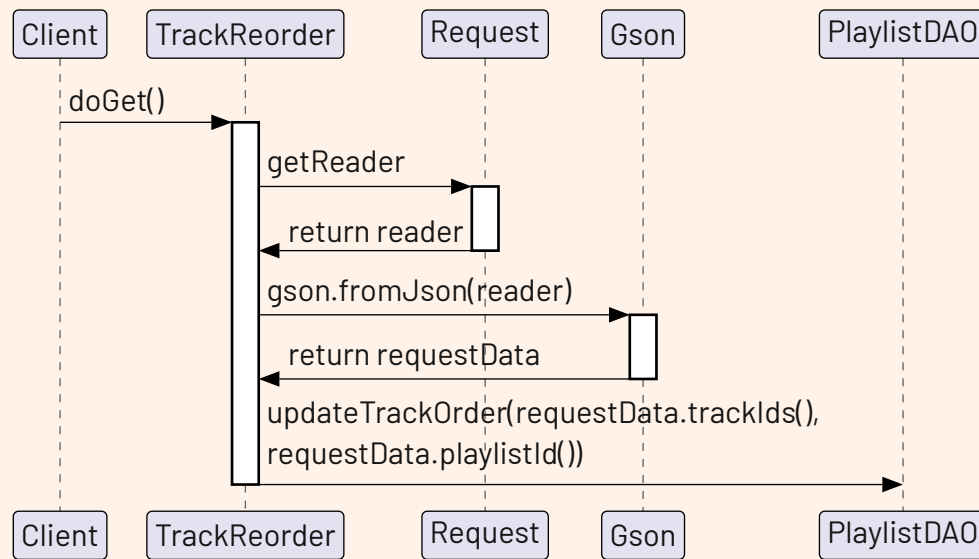 Client TrackReorder Request Gson PlaylistDAO
doGet()
getReader
return reader
gson.fromJson(reader)
return requestData
updateTrackOrder(requestData.trackIds(),
requestData.playlistId())
Client TrackReorder Request Gson PlaylistDAO